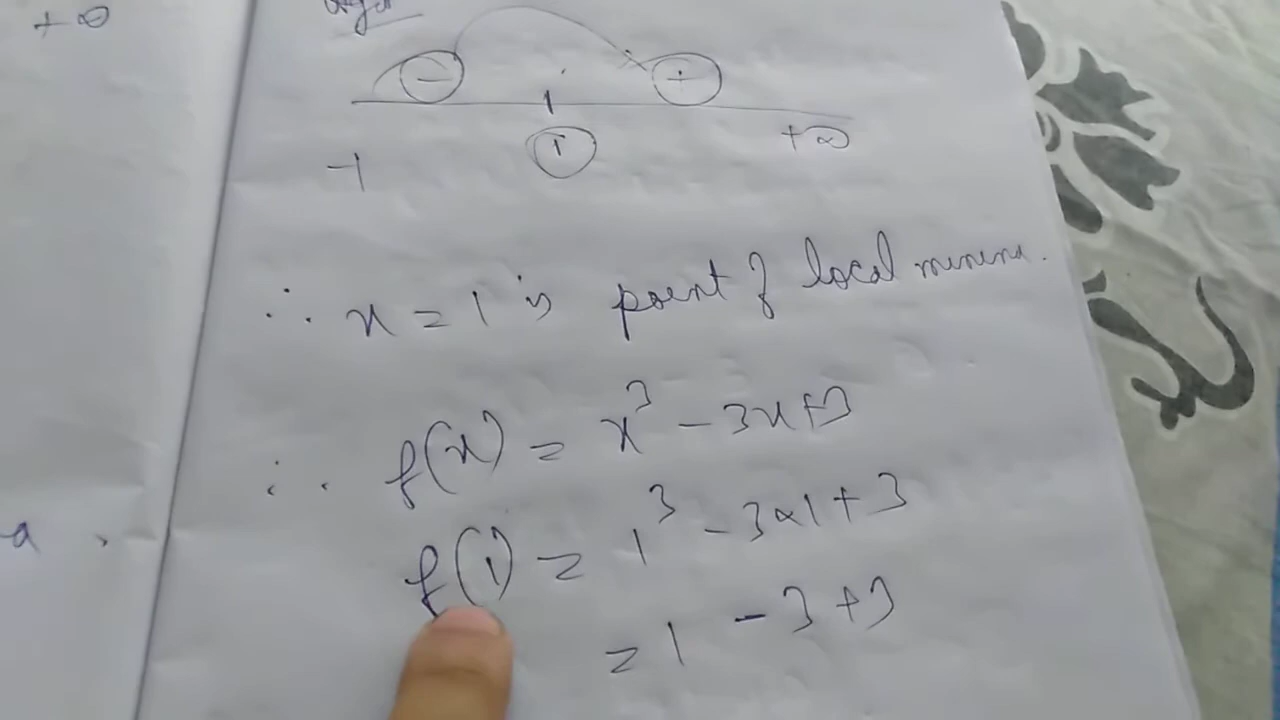 +∞
−
+
1
1
-1
+∞
∴ x = 1 is point of local minima.
∴ f(x) = x³ - 3x+3
a,
f(1) = 1³ - 3×1+3
= 1 - 3+3